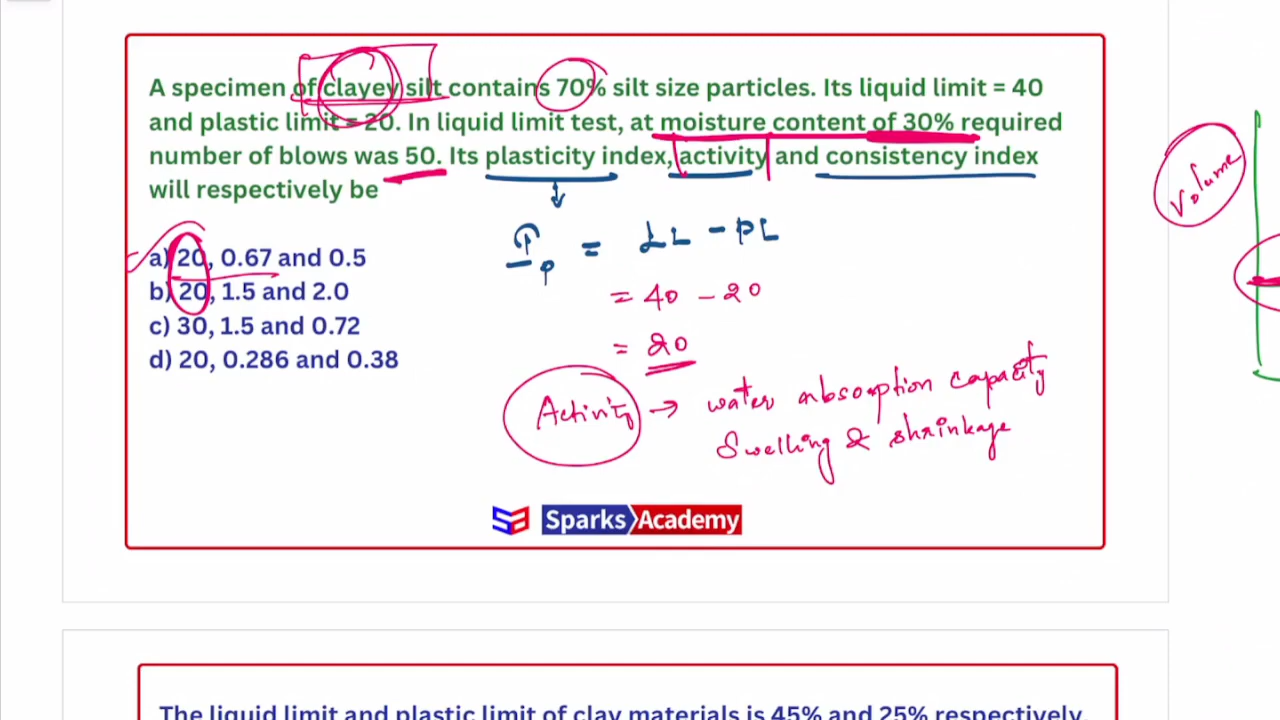 A specimen of clayey silt contains 70% silt size particles. Its liquid limit = 40
and plastic limit = 20. In liquid limit test, at moisture content of 30% required
number of blows was 50. Its plasticity index, activity and consistency index
will respectively be
a) 20, 0.67 and 0.5
b) 20, 1.5 and 2.0
c) 30, 1.5 and 0.72
d) 20, 0.286 and 0.38
Ip = LL - PL
= 40 - 20
= 20
Activity → water absorption capacity
Swelling & shrinkage
Volume
Sparks Academy
The liquid limit and plastic limit of clay materials is 45% and 25% respectively.